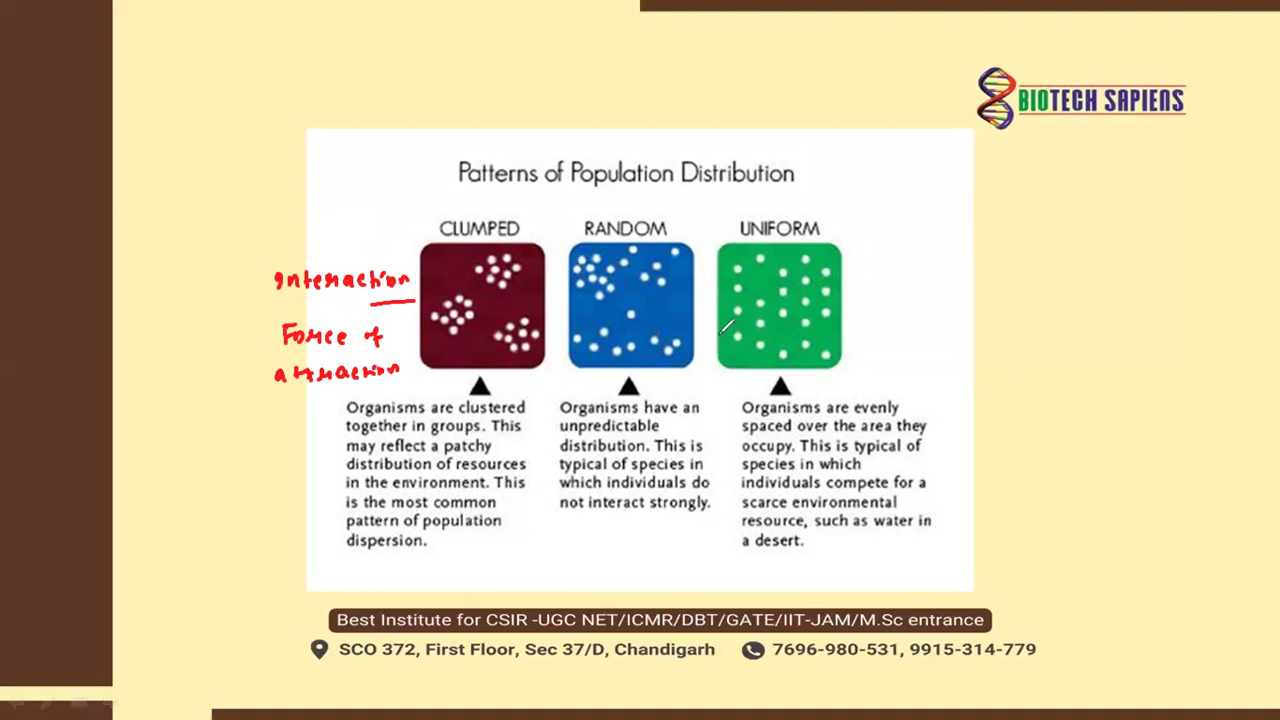 BIOTECH SAPIENS
Patterns of Population Distribution
CLUMPED
RANDOM
UNIFORM
Interaction
Force of
attraction
Organisms are clustered
together in groups. This
may reflect a patchy
distribution of resources
in the environment. This
is the most common
pattern of population
dispersion.
Organisms have an
unpredictable
distribution. This is
typical of species in
which individuals do
not interact strongly.
Organisms are evenly
spaced over the area they
occupy. This is typical of
species in which
individuals compete for a
scarce environmental
resource, such as water in
a desert.
Best Institute for CSIR -UGC NET/ICMR/DBT/GATE/IIT-JAM/M.Sc entrance
SCO 372, First Floor, Sec 37/D, Chandigarh
7696-980-531, 9915-314-779